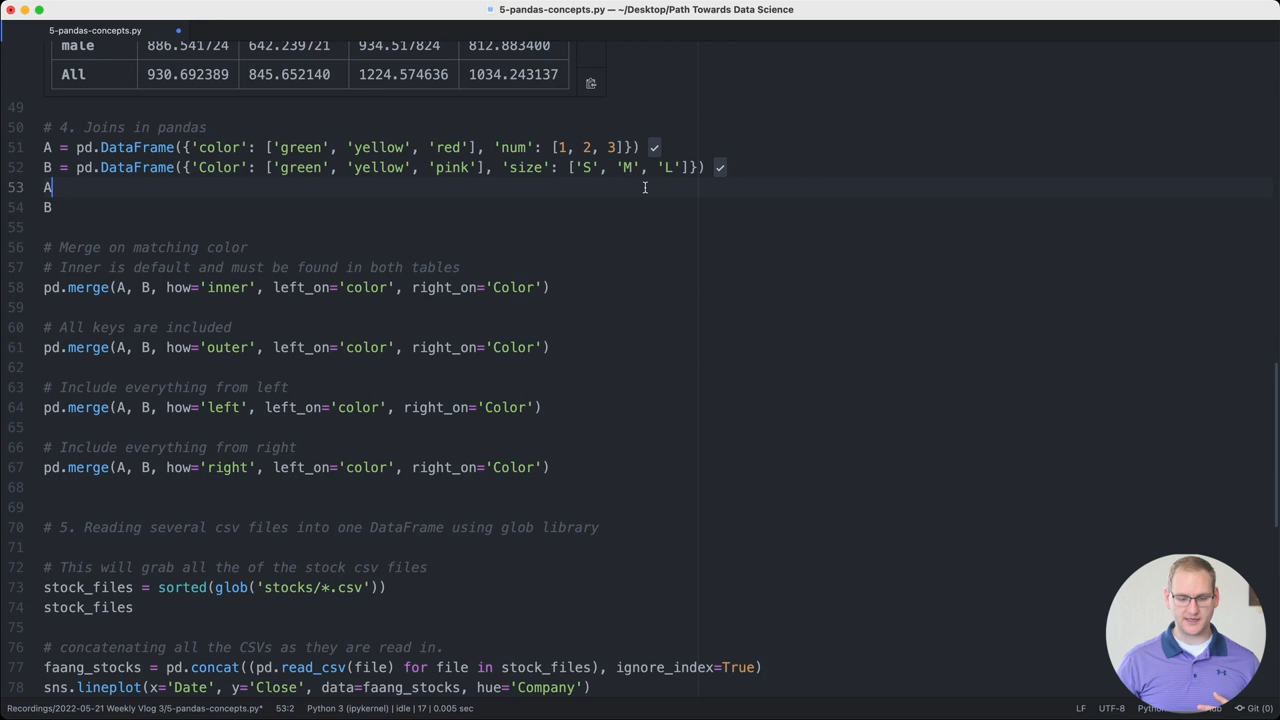 5-pandas-concepts.py — ~/Desktop/Path Towards Data Science
5-pandas-concepts.py
male 886.541724 642.239721 934.517824 812.883400
All 930.692389 845.652140 1224.574636 1034.243137
49
50 # 4. Joins in pandas
51 A = pd.DataFrame({'color': ['green', 'yellow', 'red'], 'num': [1, 2, 3]})
52 B = pd.DataFrame({'Color': ['green', 'yellow', 'pink'], 'size': ['S', 'M', 'L']})
53 A
54 B
55
56 # Merge on matching color
57 # Inner is default and must be found in both tables
58 pd.merge(A, B, how='inner', left_on='color', right_on='Color')
59
60 # All keys are included
61 pd.merge(A, B, how='outer', left_on='color', right_on='Color')
62
63 # Include everything from left
64 pd.merge(A, B, how='left', left_on='color', right_on='Color')
65
66 # Include everything from right
67 pd.merge(A, B, how='right', left_on='color', right_on='Color')
68
69
70 # 5. Reading several csv files into one DataFrame using glob library
71
72 # This will grab all the of the stock csv files
73 stock_files = sorted(glob('stocks/*.csv'))
74 stock_files
75
76 # concatenating all the CSVs as they are read in.
77 faang_stocks = pd.concat((pd.read_csv(file) for file in stock_files), ignore_index=True)
78 sns.lineplot(x='Date', y='Close', data=faang_stocks, hue='Company')
Recordings/2022-05-21 Weekly Vlog 3/5-pandas-concepts.py* 53:2 Python 3 (ipykernel) | idle | 17 | 0.005 sec LF UTF-8 Git (0)